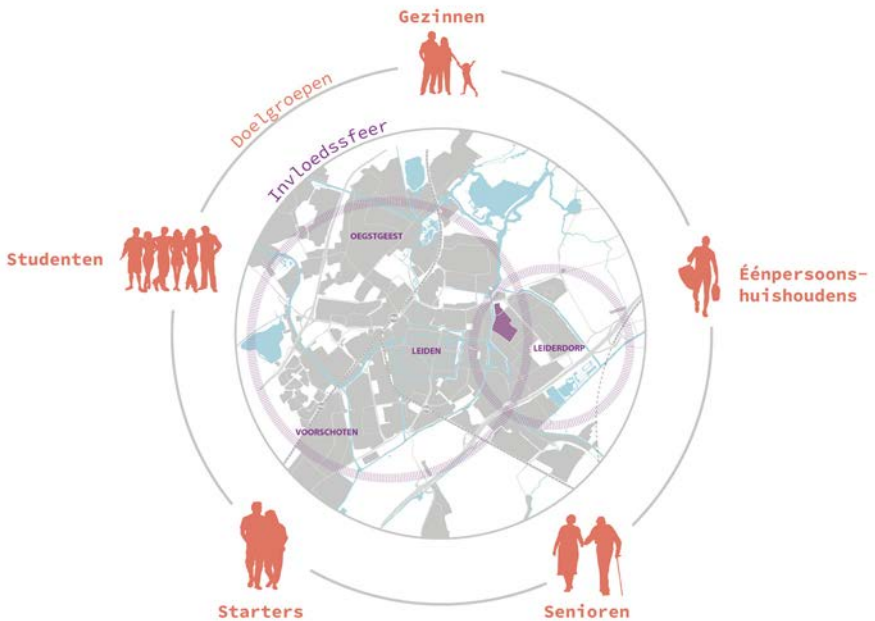 Gezinnen
Doelgroepen
Invloedssfeer
OEGSTGEEST
Studenten
Éénpersoons-
huishoudens
LEIDEN
LEIDERDORP
VOORSCHOTEN
Starters
Senioren